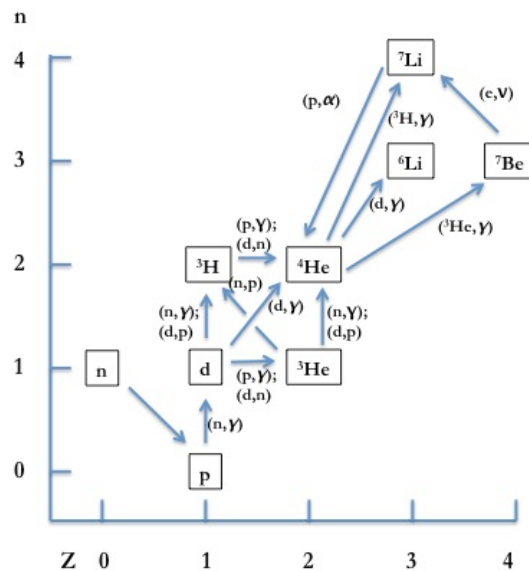 n
4
⁷Li
(p,α)
(e,ν)
(³H,γ)
3
⁶Li
⁷Be
(d,γ)
(p,γ);
(d,n)
(³He,γ)
2
³H
⁴He
(n,p)
(n,γ);
(d,p)
(d,γ)
(n,γ);
(d,p)
1
n
d
³He
(p,γ);
(d,n)
(n,γ)
0
p
Z 0 1 2 3 4